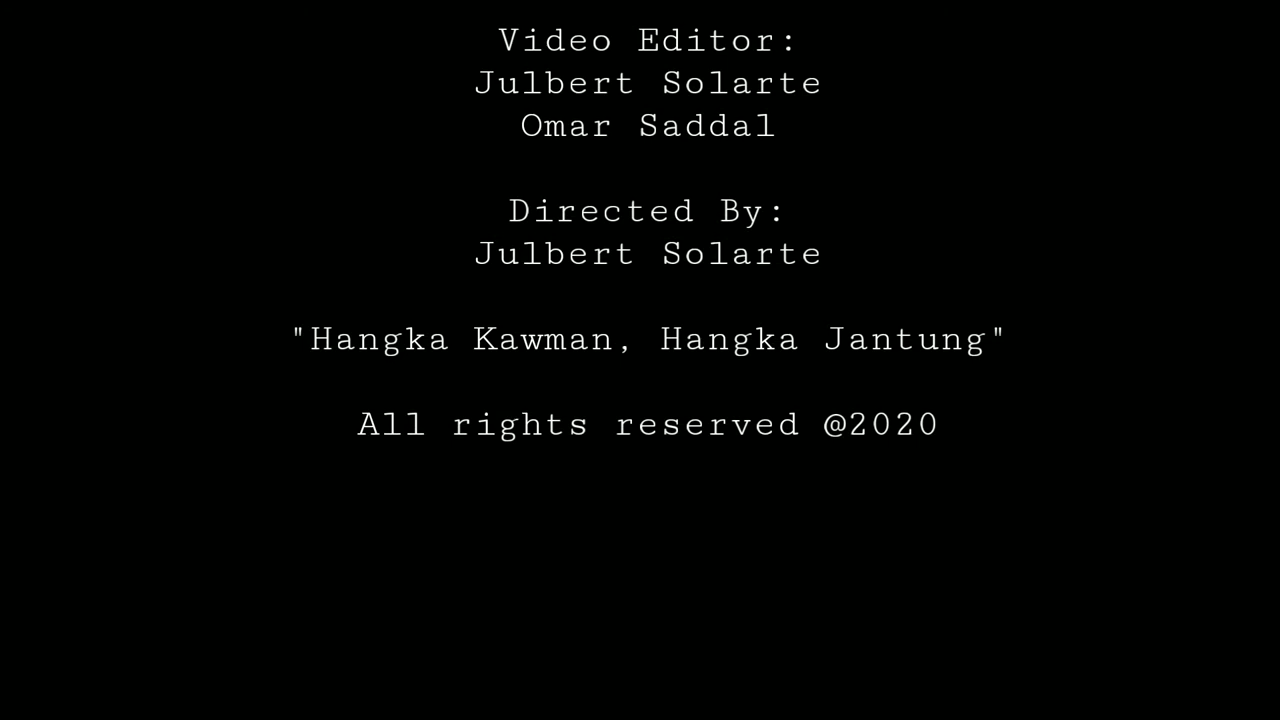 Video Editor:
Julbert Solarte
Omar Saddal
Directed By:
Julbert Solarte
"Hangka Kawman, Hangka Jantung"
All rights reserved @2020